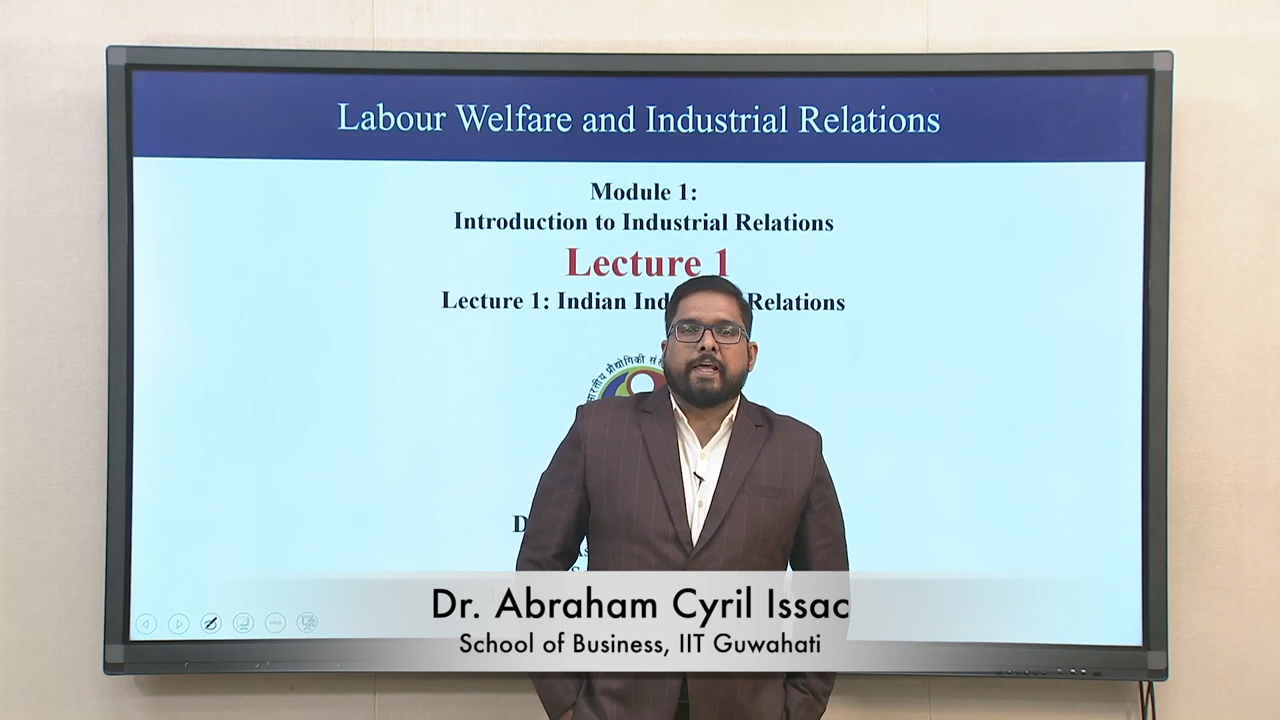 Labour Welfare and Industrial Relations
Module 1:
Introduction to Industrial Relations
Lecture 1
Lecture 1: Indian Relations
भारतीय प्रौद्योगिकी
Dr. Abraham Cyril Issac
School of Business, IIT Guwahati